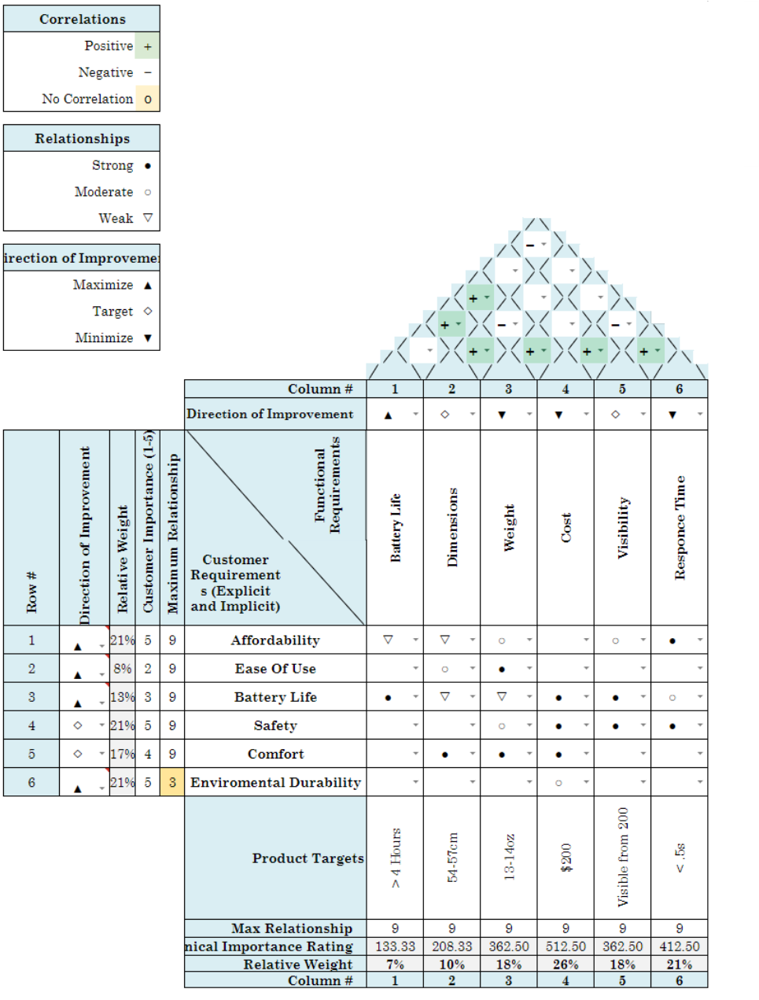 Correlations
Positive +
Negative −
No Correlation o
Relationships
Strong ●
Moderate ○
Weak ▽
irection of Improvemen
Maximize ▲
Target ◇
Minimize ▼
−
+
+ − −
+ + + +
Column # 1 2 3 4 5 6
Direction of Improvement ▲ ◇ ▼ ▼ ◇ ▼
Row #
Direction of Improvement
Relative Weight
Customer Importance (1-5)
Maximum Relationship
Functional
Requirements
Customer
Requirement
s (Explicit
and Implicit)
Battery Life
Dimensions
Weight
Cost
Visibility
Responce Time
1 ▲ 21% 5 9 Affordability ▽ ▽ ○ ○ ●
2 ▲ 8% 2 9 Ease Of Use ○ ●
3 ▲ 13% 3 9 Battery Life ● ▽ ▽ ● ● ○
4 ◇ 21% 5 9 Safety ○ ● ● ●
5 ◇ 17% 4 9 Comfort ● ● ●
6 ▲ 21% 5 3 Enviromental Durability ○
Product Targets
> 4 Hours
54-57cm
13-14oz
$200
Visible from 200
< .5s
Max Relationship 9 9 9 9 9 9
nical Importance Rating 133.33 208.33 362.50 512.50 362.50 412.50
Relative Weight 7% 10% 18% 26% 18% 21%
Column # 1 2 3 4 5 6